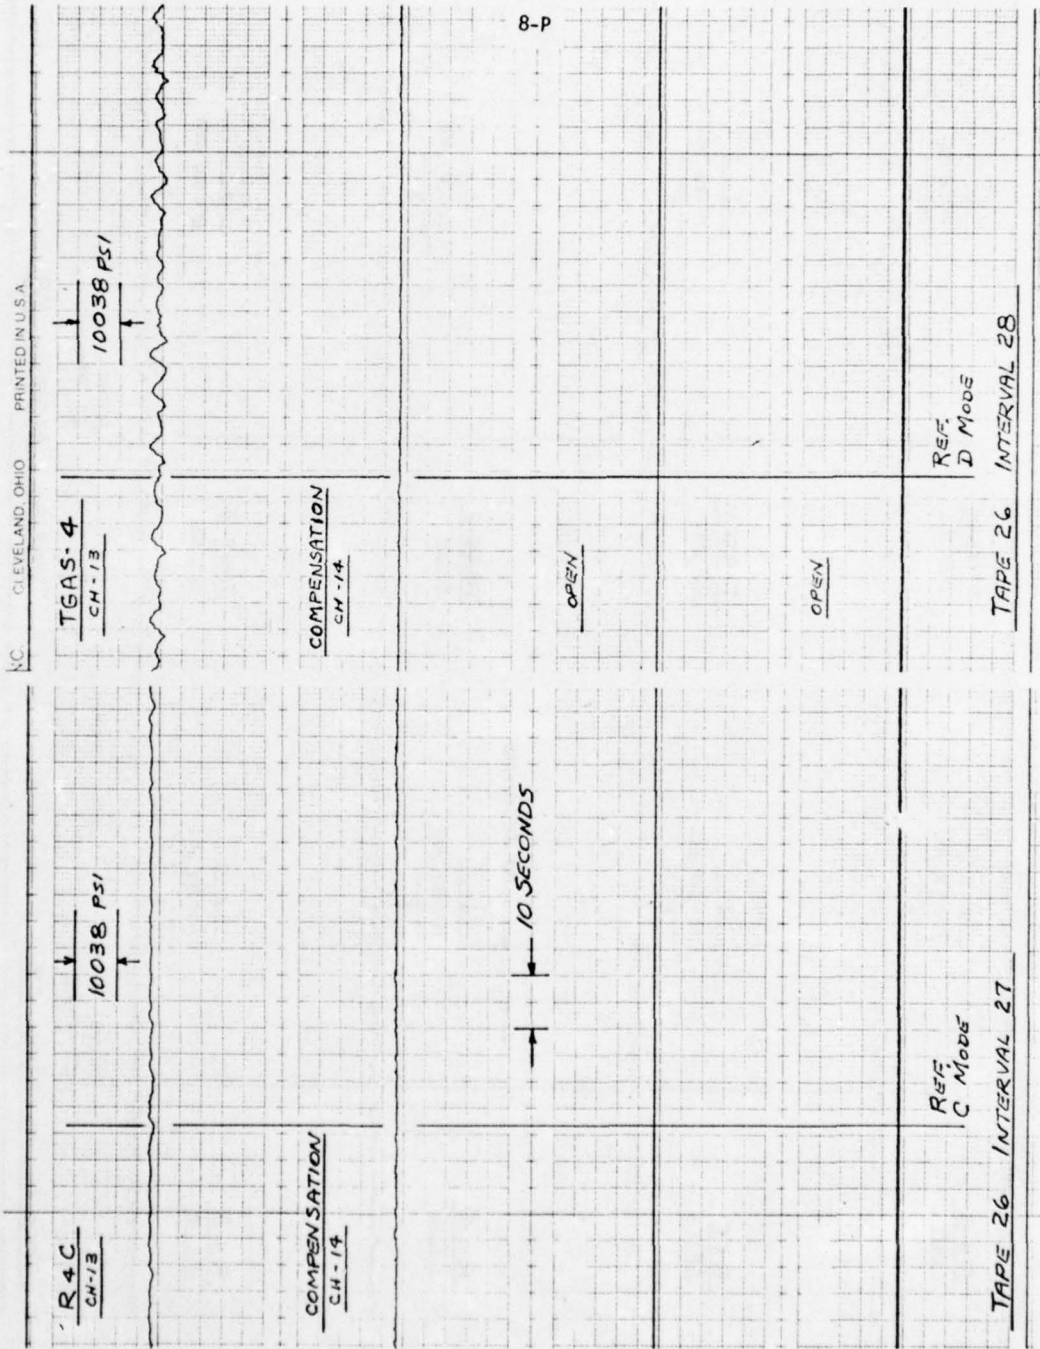 8-P
NC. CLEVELAND, OHIO PRINTED IN U.S.A.
TGAS-4
CH-13
10038 PSI
COMPENSATION
CH-14
OPEN
OPEN
REF.
D MODE
TAPE 26 INTERVAL 28
R4C
CH-13
10038 PSI
COMPENSATION
CH-14
10 SECONDS
REF.
C MODE
TAPE 26 INTERVAL 27